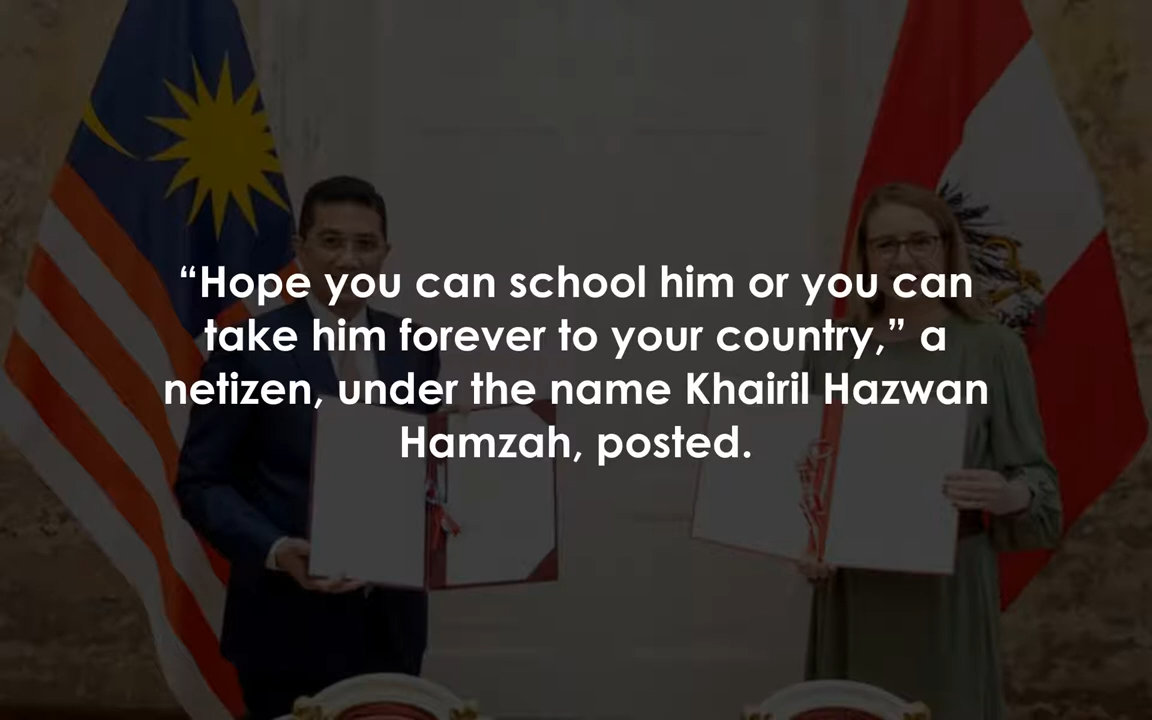 “Hope you can school him or you can
take him forever to your country,” a
netizen, under the name Khairil Hazwan
Hamzah, posted.